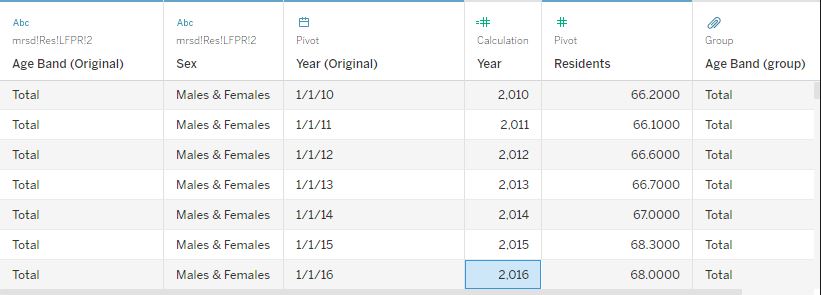 Abc Abc =# # 
mrsd!Res!LFPR!2 mrsd!Res!LFPR!2 Pivot Calculation Pivot Group
Age Band (Original) Sex Year (Original) Year Residents Age Band (group)
Total Males & Females 1/1/10 2,010 66.2000 Total
Total Males & Females 1/1/11 2,011 66.1000 Total
Total Males & Females 1/1/12 2,012 66.6000 Total
Total Males & Females 1/1/13 2,013 66.7000 Total
Total Males & Females 1/1/14 2,014 67.0000 Total
Total Males & Females 1/1/15 2,015 68.3000 Total
Total Males & Females 1/1/16 2,016 68.0000 Total